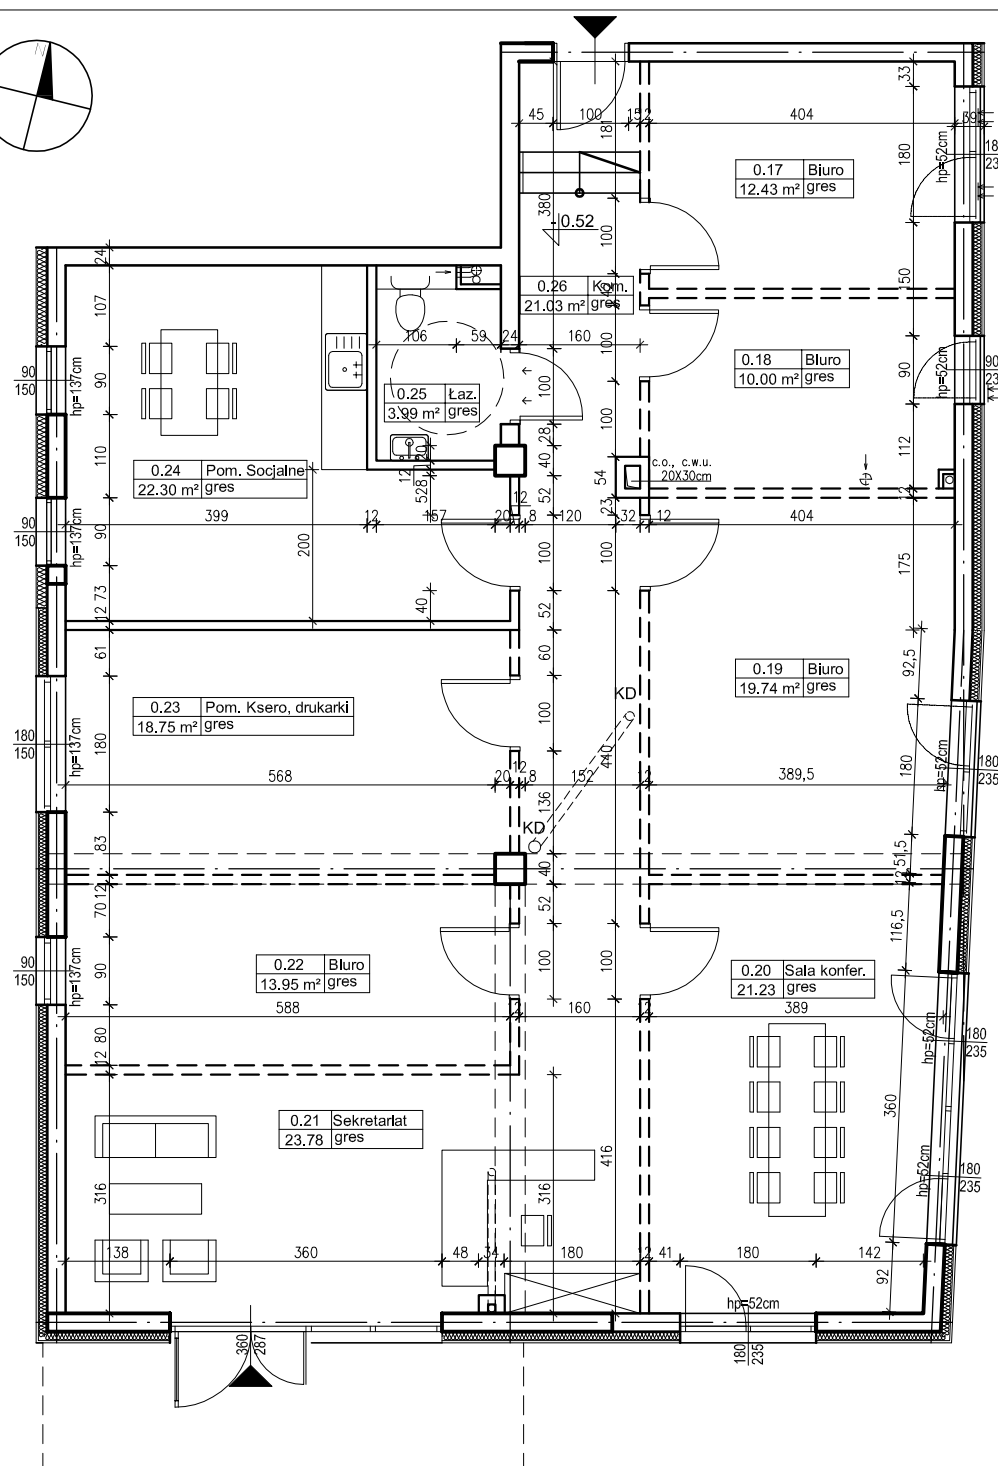 N
45 100 15 12 404
33
39
181
180
hp=52cm
0.17 Biuro
12.43 m² gres
380
-0.52
100
150
24
0.26 Kom.
21.03 m² gres
107
106 59 24 160
100
100
0.18 Biuro
10.00 m² gres
hp=52cm
90
90
150
hp=137cm
90
0.25 Łaz.
3.99 m² gres
100
28
112
110
0.24 Pom. Socjalne
22.30 m² gres
20
12
528
40
54
c.o., c.w.u.
20X30cm
12
52
23
12
399 12 157 20 8 120 32 12 404
90
150
hp=137cm
90
200
100
100
175
73
12
40
52
61
60
92,5
0.19 Biuro
19.74 m² gres
KD
0.23 Pom. Ksero, drukarki
18.75 m² gres
100
180
150
hp=137cm
180
440
180
hp=52cm
180
235
12
568 20 8 152 12 389,5
136
KD
83
40
51,5
12
12
70
52
116,5
0.22 Biuro
13.95 m² gres
0.20 Sala konfer.
21.23 gres
90
150
hp=137cm
90
100
100
588 12 160 12 389
80
12
hp=52cm
180
235
360
0.21 Sekretariat
23.78 gres
416
316
316
hp=52cm
180
235
138 360 48 34 180 12 41 180 142
92
hp=52cm
360
287
180
235